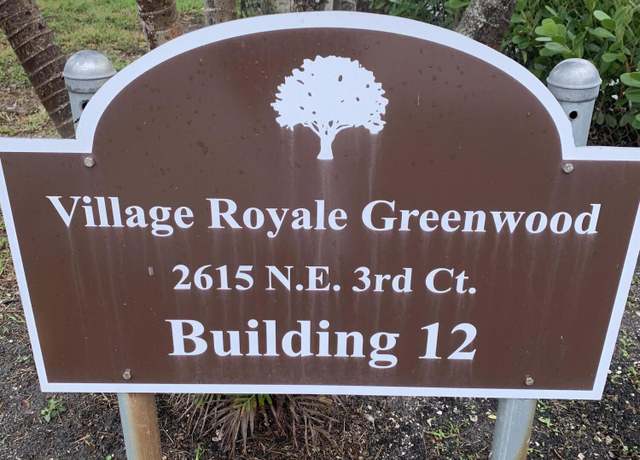 Village Royale Greenwood
2615 N.E. 3rd Ct.
Building 12